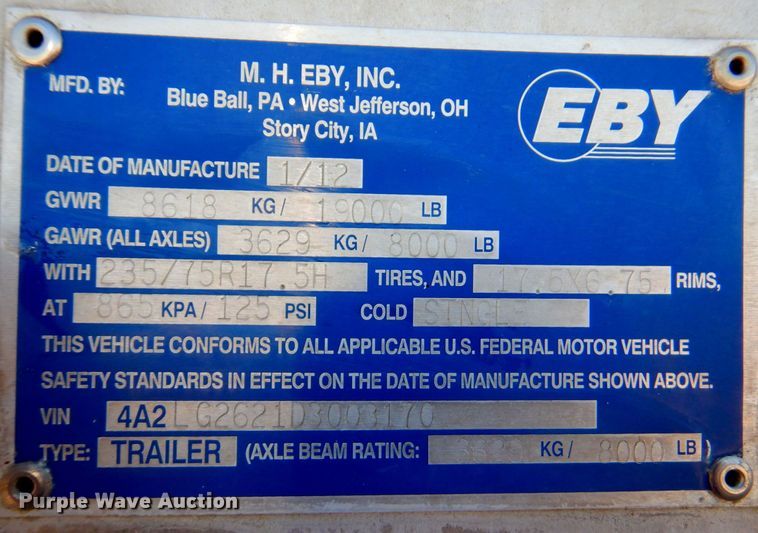 MFD. BY:
M. H. EBY, INC.
Blue Ball, PA • West Jefferson, OH
Story City, IA
EBY
DATE OF MANUFACTURE 1/12
GVWR 8618 KG/ 19000 LB
GAWR (ALL AXLES) 3629 KG/ 8000 LB
WITH 235/75R17.5H TIRES, AND 17.5X6.75 RIMS,
AT 865 KPA/ 125 PSI COLD SINGLE
THIS VEHICLE CONFORMS TO ALL APPLICABLE U.S. FEDERAL MOTOR VEHICLE
SAFETY STANDARDS IN EFFECT ON THE DATE OF MANUFACTURE SHOWN ABOVE.
VIN 4A2LG2621D3003170
TYPE: TRAILER (AXLE BEAM RATING: 3629 KG/ 8000 LB )
Purple Wave Auction